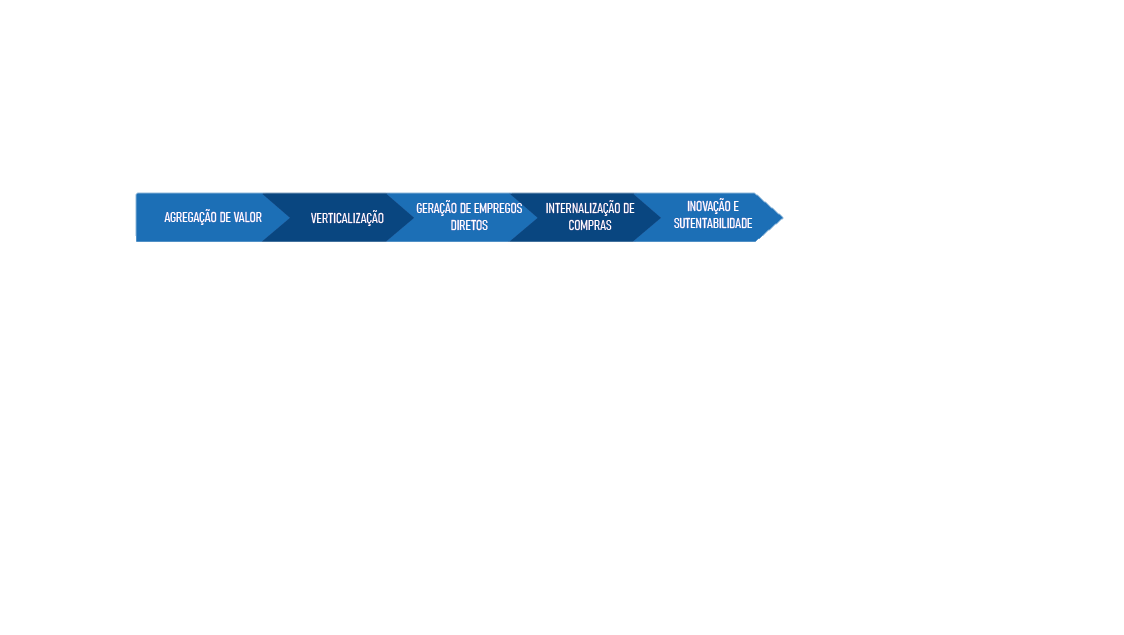 AGREGAÇÃO DE VALOR
VERTICALIZAÇÃO
GERAÇÃO DE EMPREGOS
DIRETOS
INTERNALIZAÇÃO DE
COMPRAS
INOVAÇÃO E
SUTENTABILIDADE